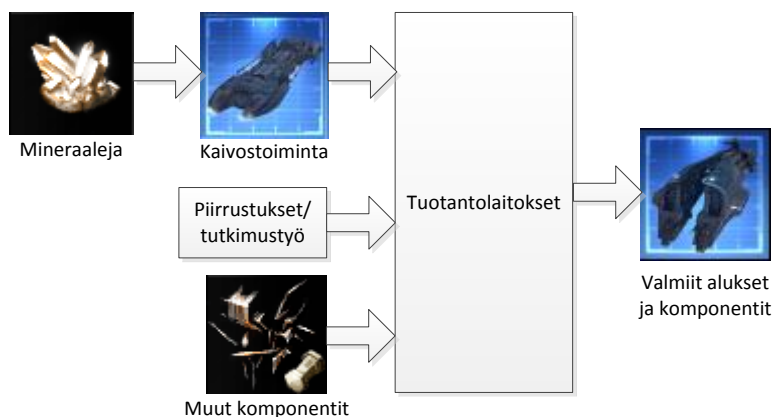 Mineraaleja
Kaivostoiminta
Piirrustukset/
tutkimustyö
Muut komponentit
Tuotantolaitokset
Valmiit alukset
ja komponentit